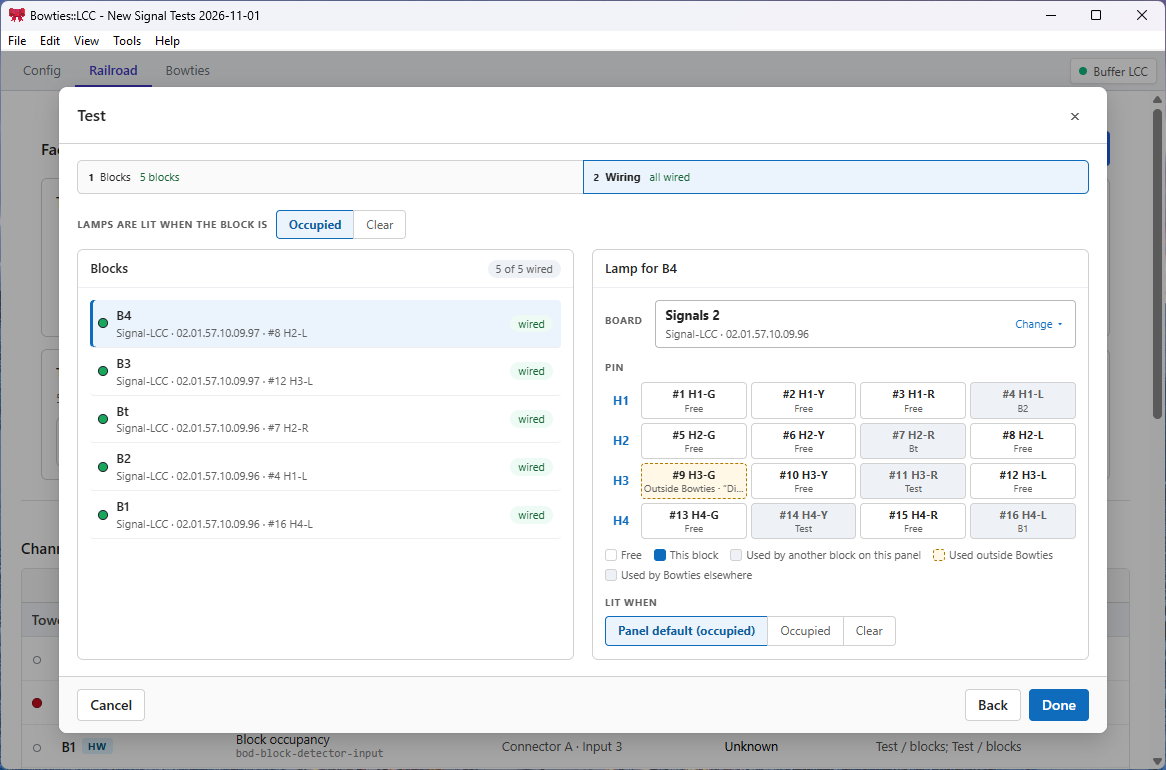 Bowties::LCC - New Signal Tests 2026-11-01
File Edit View Tools Help
Config Railroad Bowties Buffer LCC
Test ×
1 Blocks 5 blocks 2 Wiring all wired
LAMPS ARE LIT WHEN THE BLOCK IS Occupied Clear
Blocks 5 of 5 wired
B4
Signal-LCC · 02.01.57.10.09.97 · #8 H2-L
wired
B3
Signal-LCC · 02.01.57.10.09.97 · #12 H3-L
wired
Bt
Signal-LCC · 02.01.57.10.09.96 · #7 H2-R
wired
B2
Signal-LCC · 02.01.57.10.09.96 · #4 H1-L
wired
B1
Signal-LCC · 02.01.57.10.09.96 · #16 H4-L
wired
Lamp for B4
BOARD
Signals 2
Signal-LCC · 02.01.57.10.09.96
Change
PIN
H1 #1 H1-G #2 H1-Y #3 H1-R #4 H1-L
Free Free Free B2
H2 #5 H2-G #6 H2-Y #7 H2-R #8 H2-L
Free Free Bt Free
H3 #9 H3-G #10 H3-Y #11 H3-R #12 H3-L
Outside Bowties · "Di... Free Test Free
H4 #13 H4-G #14 H4-Y #15 H4-R #16 H4-L
Free Test Free B1
Free This block Used by another block on this panel Used outside Bowties
Used by Bowties elsewhere
LIT WHEN
Panel default (occupied) Occupied Clear
Cancel Back Done
B1 HW Block occupancy Connector A · Input 3 Unknown Test / blocks; Test / blocks
bod-block-detector-input